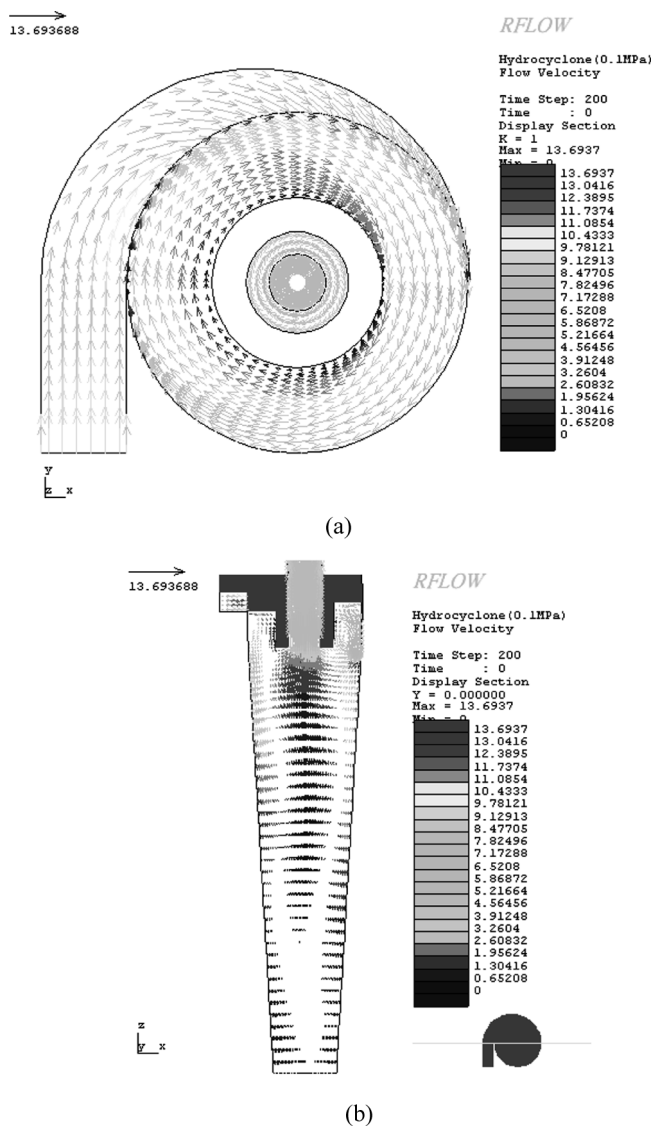 13.693688
RFLOW
Hydrocyclone(0.1MPa)
Flow Velocity
Time Step: 200
Time : 0
Display Section
K = 1
Max = 13.6937
Min = 0
13.6937
13.0416
12.3895
11.7374
11.0854
10.4333
9.78121
9.12913
8.47705
7.82496
7.17288
6.5208
5.86872
5.21664
4.56456
3.91248
3.2604
2.60832
1.95624
1.30416
0.65208
0
y
z x
(a)
13.693688
RFLOW
Hydrocyclone(0.1MPa)
Flow Velocity
Time Step: 200
Time : 0
Display Section
Y = 0.000000
Max = 13.6937
Min = 0
13.6937
13.0416
12.3895
11.7374
11.0854
10.4333
9.78121
9.12913
8.47705
7.82496
7.17288
6.5208
5.86872
5.21664
4.56456
3.91248
3.2604
2.60832
1.95624
1.30416
0.65208
0
z
y x
(b)